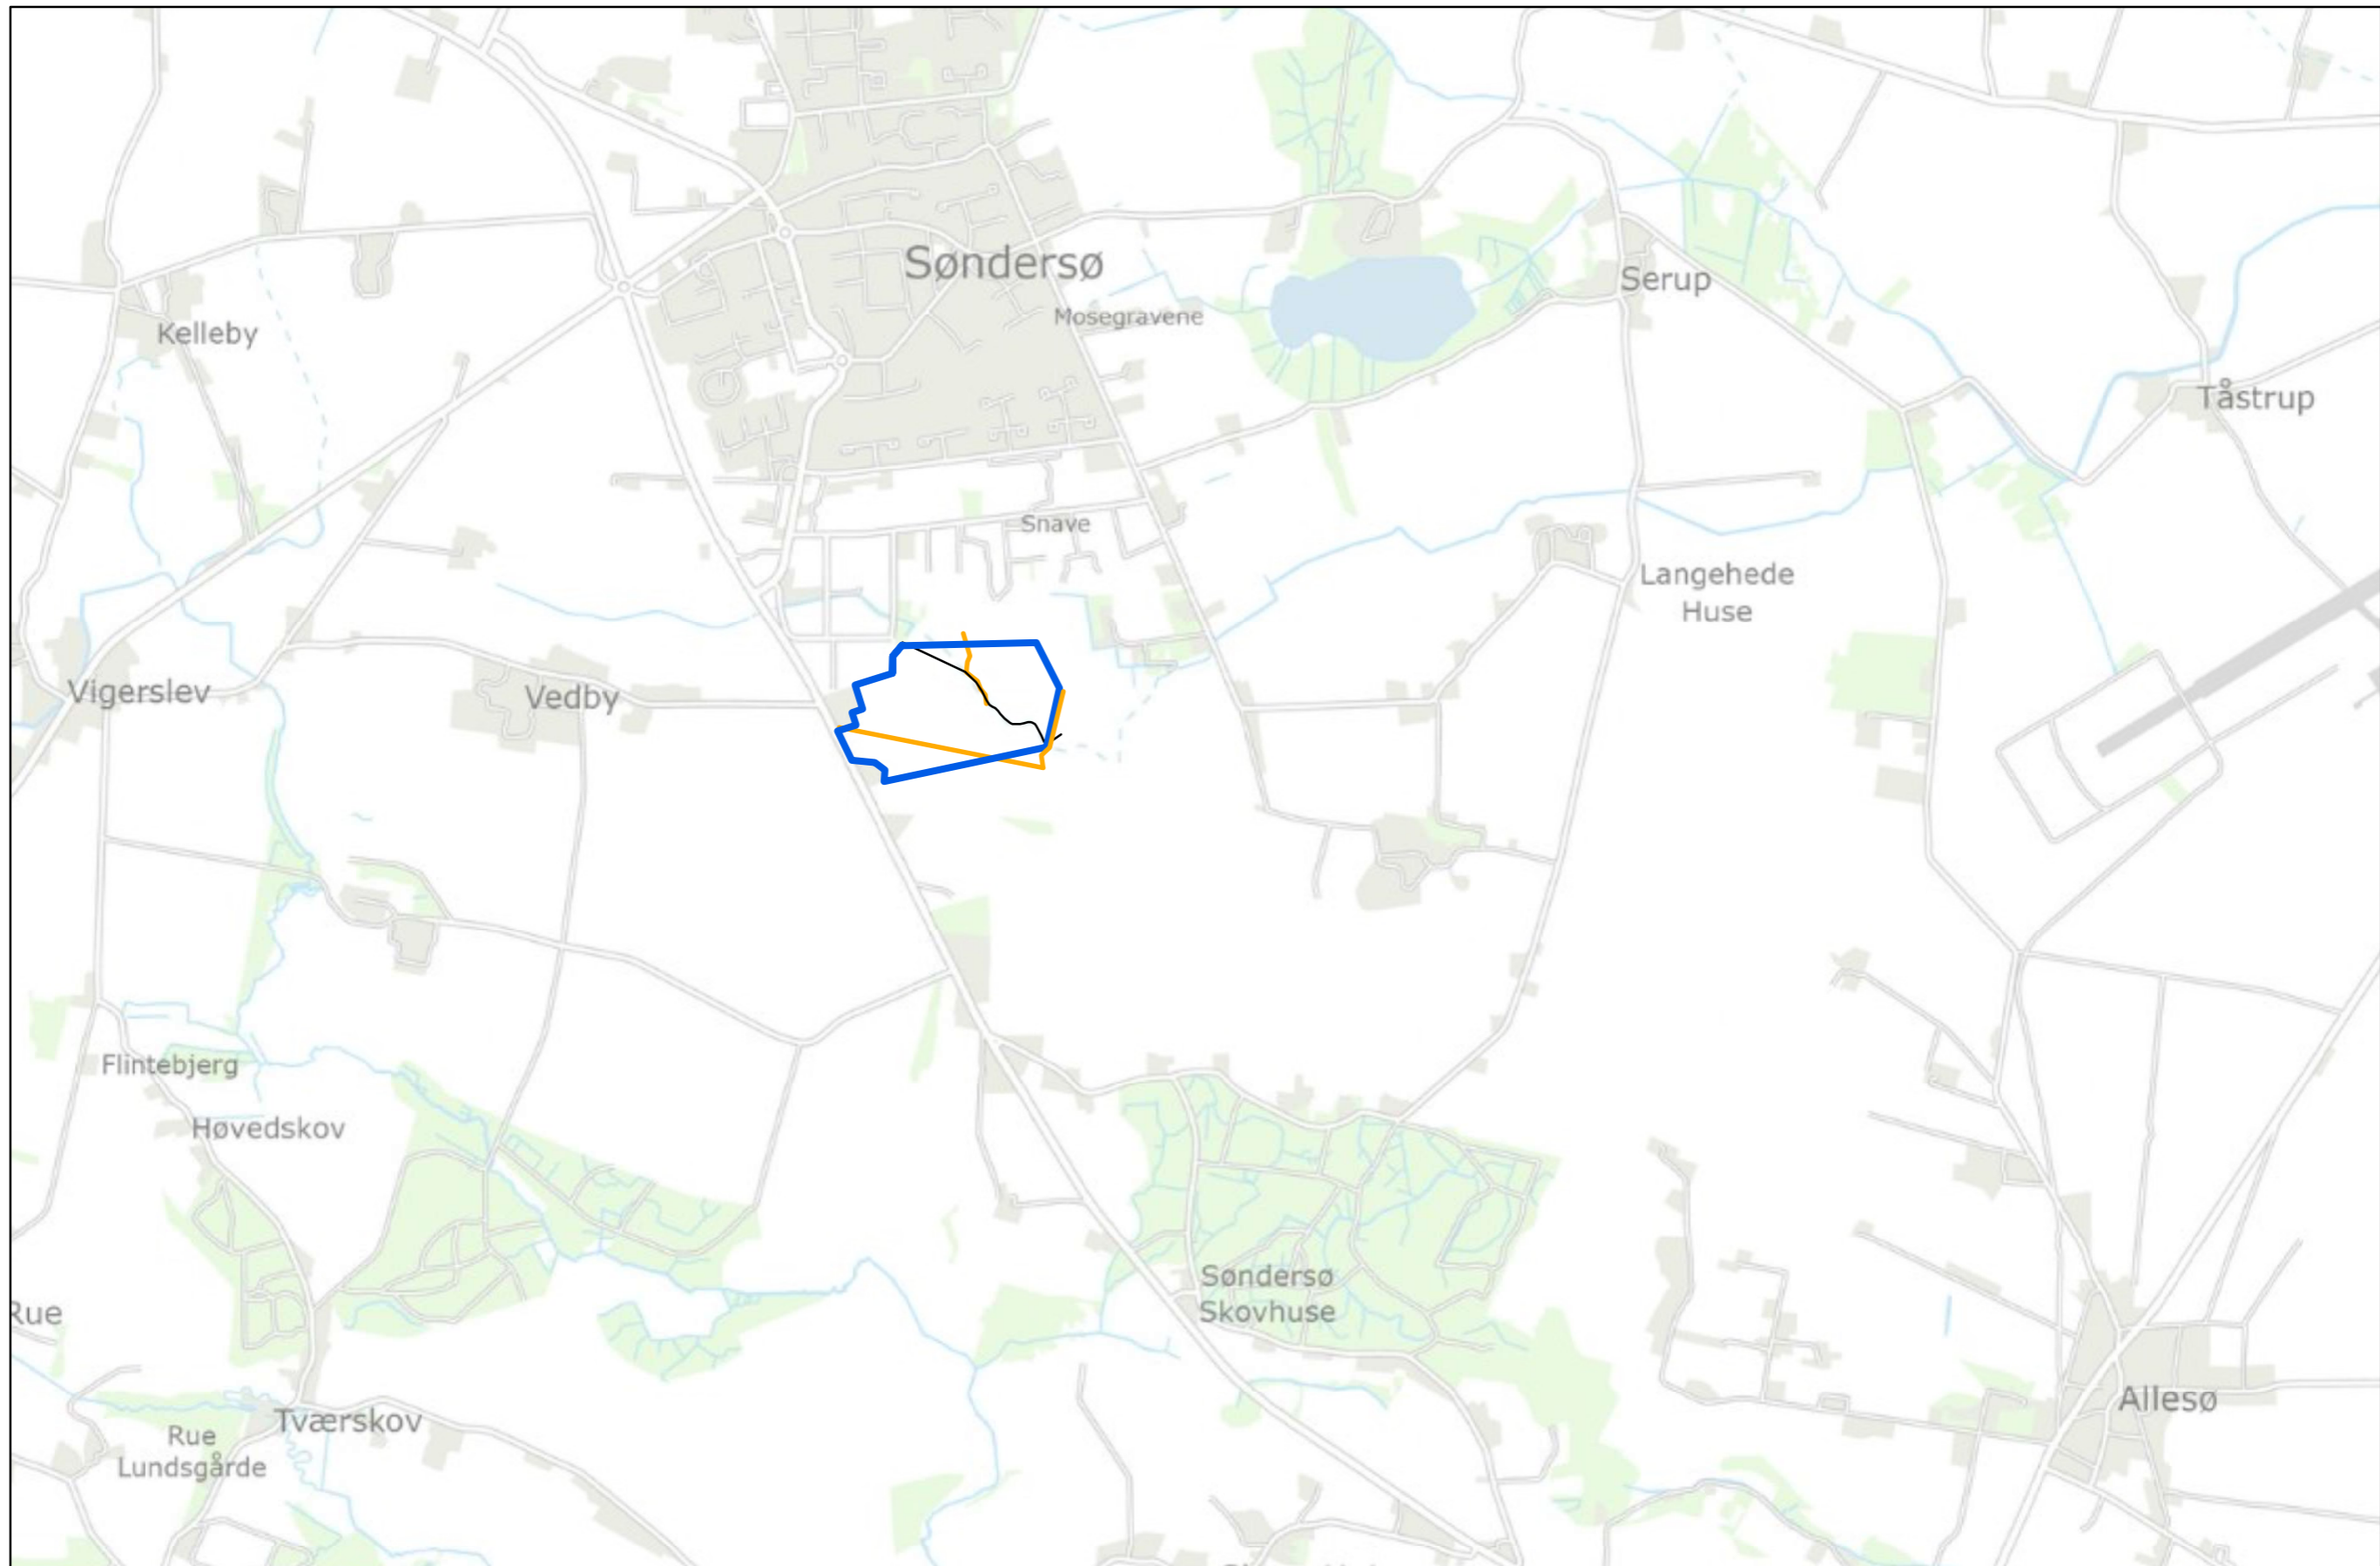 Søndersø
Serup
Mosegravene
Kelleby
Tåstrup
Snave
Langehede
Huse
Vigerslev
Vedby
Flintebjerg
Høvedskov
Søndersø
Skovhuse
Rue
Allesø
Tværskov
Rue
Lundsgårde